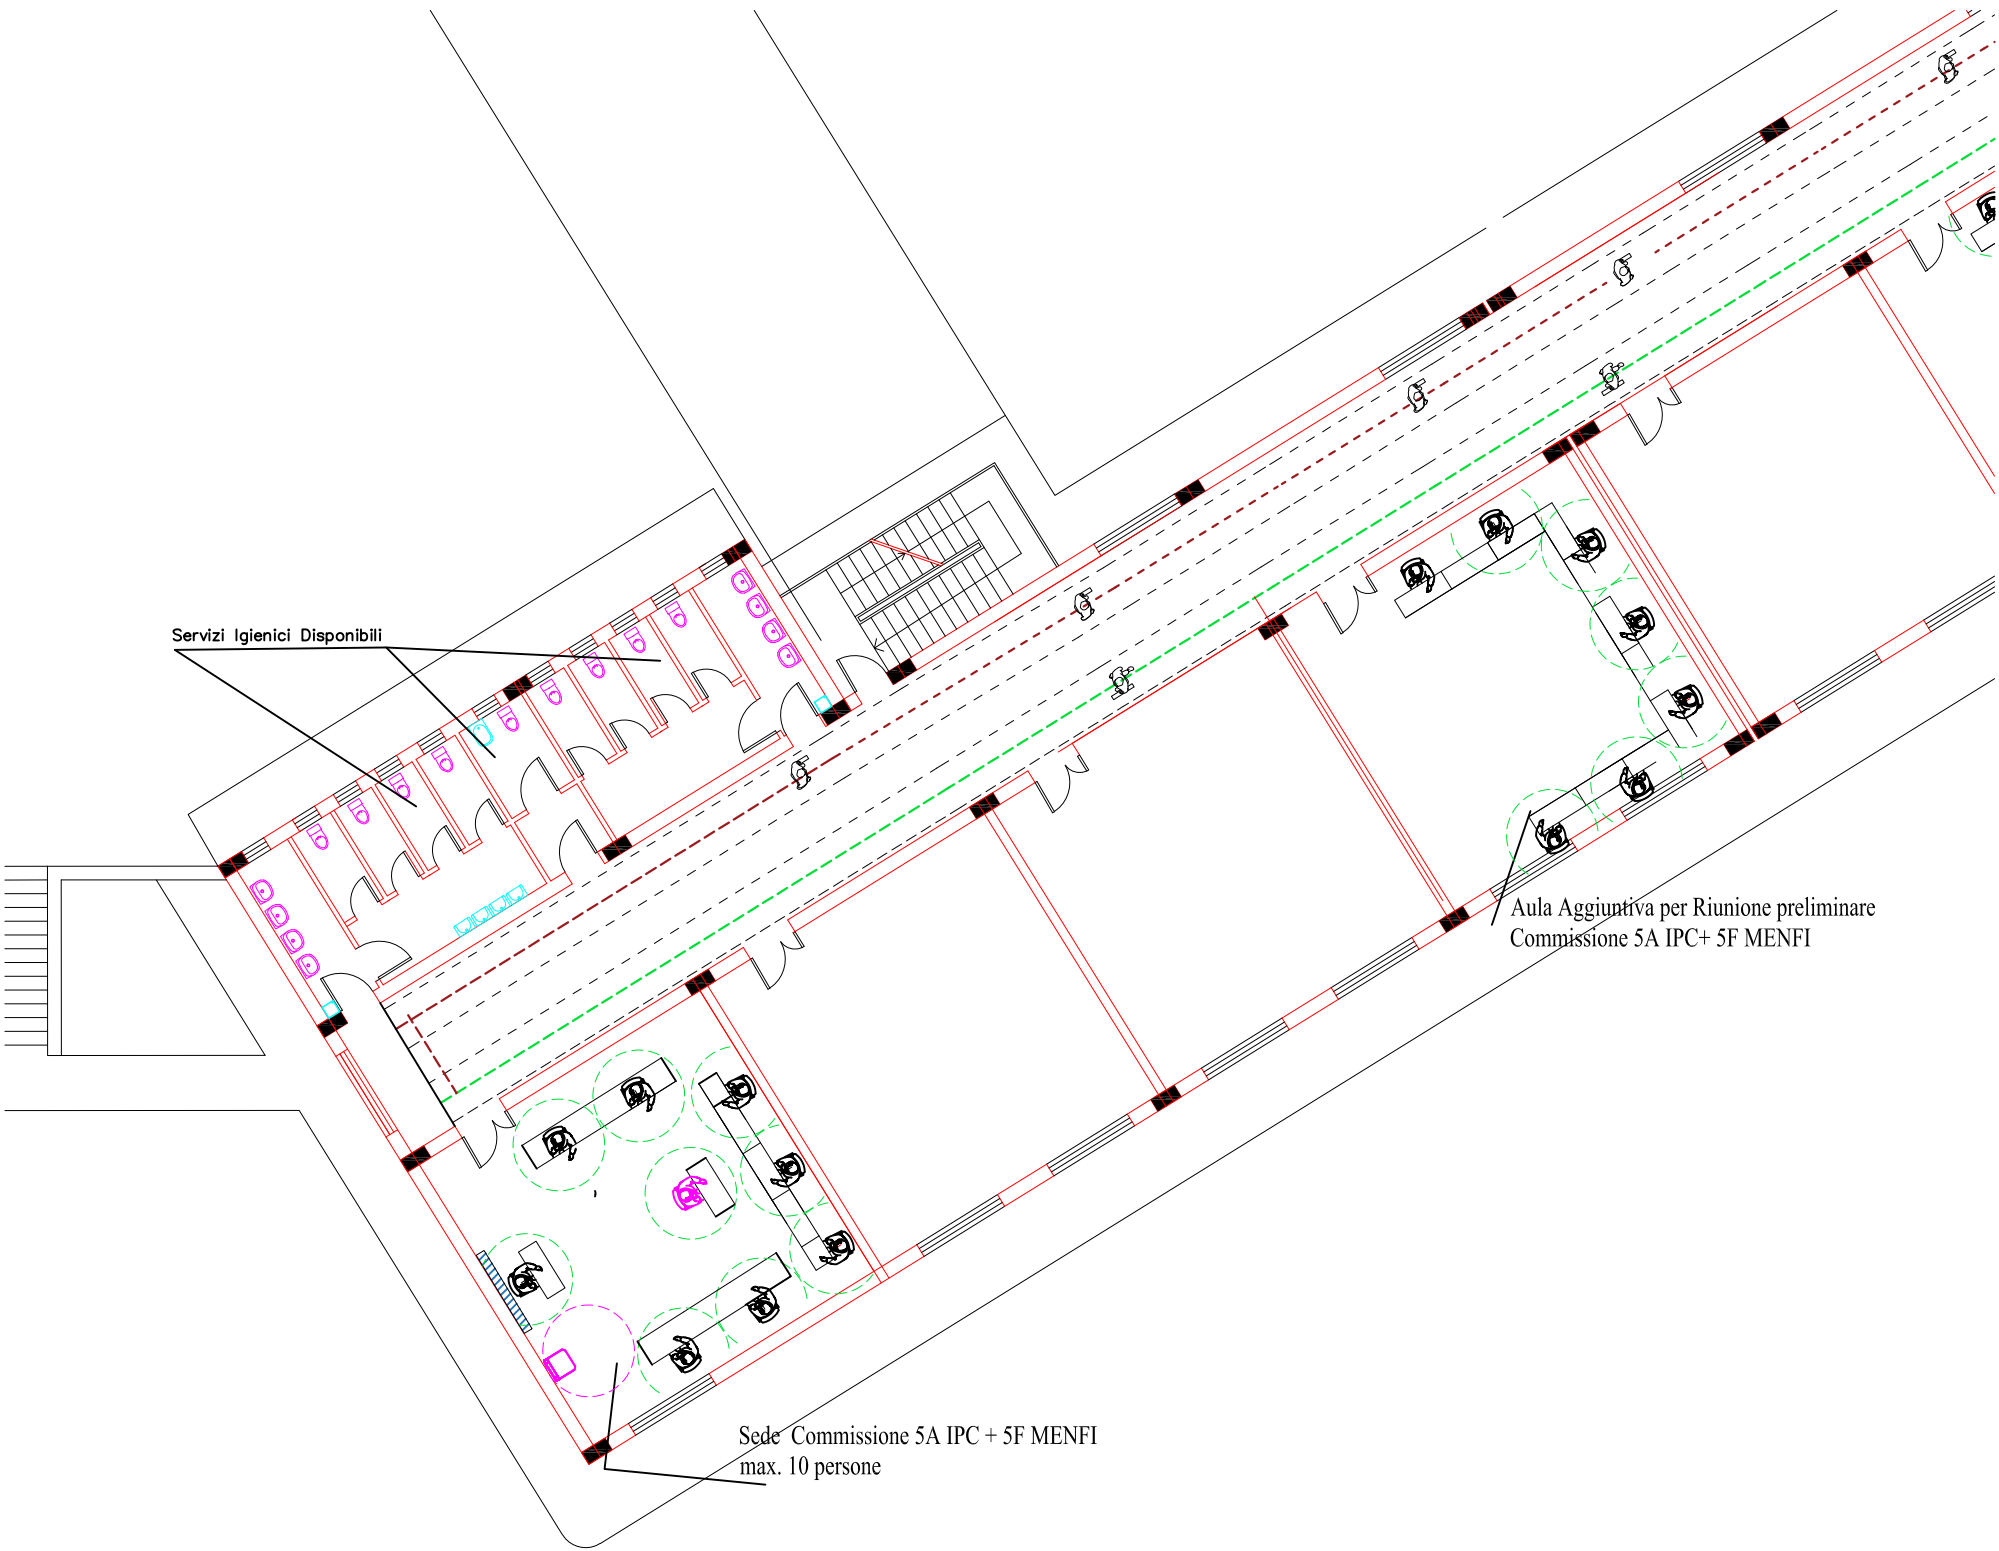 Servizi Igienici Disponibili
Aula Aggiuntiva per Riunione preliminare
Commissione 5A IPC+ 5F MENFI
Sede Commissione 5A IPC + 5F MENFI
max. 10 persone